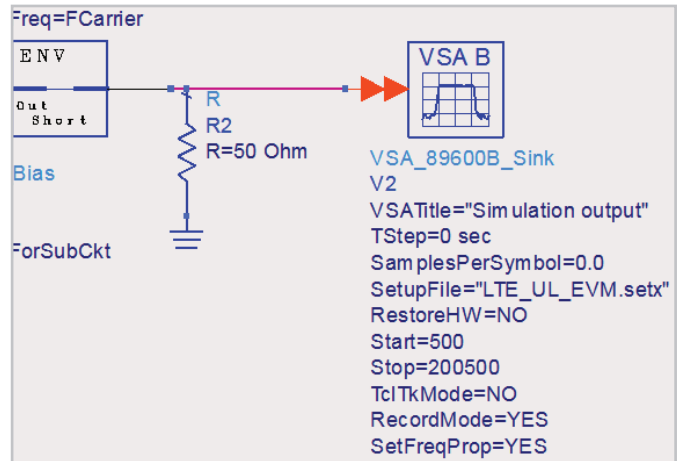 Freq=FCarrier
ENV
Out
Short
Bias
ForSubCkt
R
R2
R=50 Ohm
VSA B
VSA_89600B_Sink
V2
VSATitle="Simulation output"
TStep=0 sec
SamplesPerSymbol=0.0
SetupFile="LTE_UL_EVM.setx"
RestoreHW=NO
Start=500
Stop=200500
TclTkMode=NO
RecordMode=YES
SetFreqProp=YES